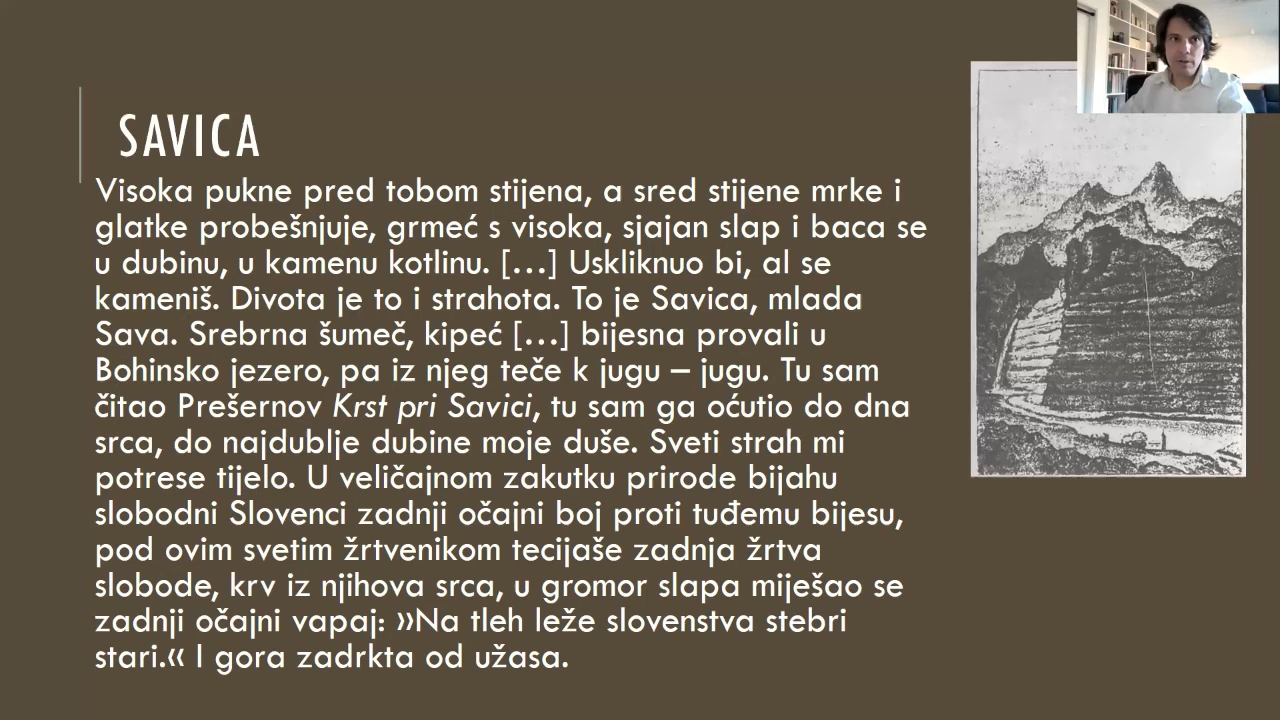 SAVICA
Visoka pukne pred tobom stijena, a sred stijene mrke i
glatke probešnjuje, grmeć s visoka, sjajan slap i baca se
u dubinu, u kamenu kotlinu. […] Uskliknuo bi, al se
kameniš. Divota je to i strahota. To je Savica, mlada
Sava. Srebrna šumeč, kipeć […] bijesna provali u
Bohinsko jezero, pa iz njeg teče k jugu – jugu. Tu sam
čitao Prešernov Krst pri Savici, tu sam ga oćutio do dna
srca, do najdublje dubine moje duše. Sveti strah mi
potrese tijelo. U veličajnom zakutku prirode bijahu
slobodni Slovenci zadnji očajni boj proti tuđemu bijesu,
pod ovim svetim žrtvenikom tecijaše zadnja žrtva
slobode, krv iz njihova srca, u gromor slapa miješao se
zadnji očajni vapaj: »Na tleh leže slovenstva stebri
stari.« I gora zadrkta od užasa.